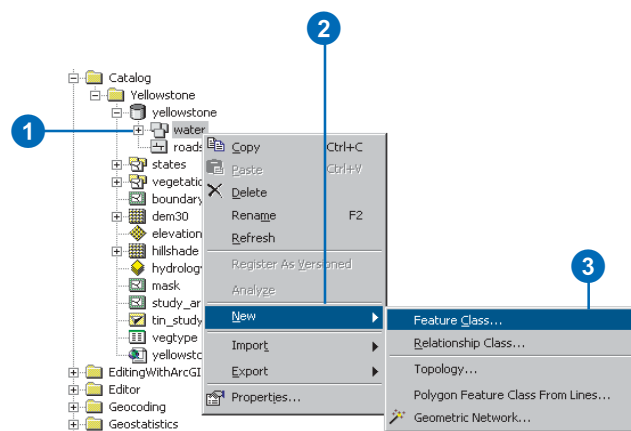 2
Catalog
Yellowstone
yellowstone
1
water
roads
states
vegetatic
boundary
dem30
elevation
hillshade
hydrology
mask
study_ar
tin_study
vegtype
yellowsto
EditingWithArcGI
Editor
Geocoding
Geostatistics
Copy Ctrl+C
Paste Ctrl+V
Delete
Rename F2
Refresh
Register As Versioned
Analyze
New
Import
Export
Properties...
3
Feature Class...
Relationship Class...
Topology...
Polygon Feature Class From Lines...
Geometric Network...